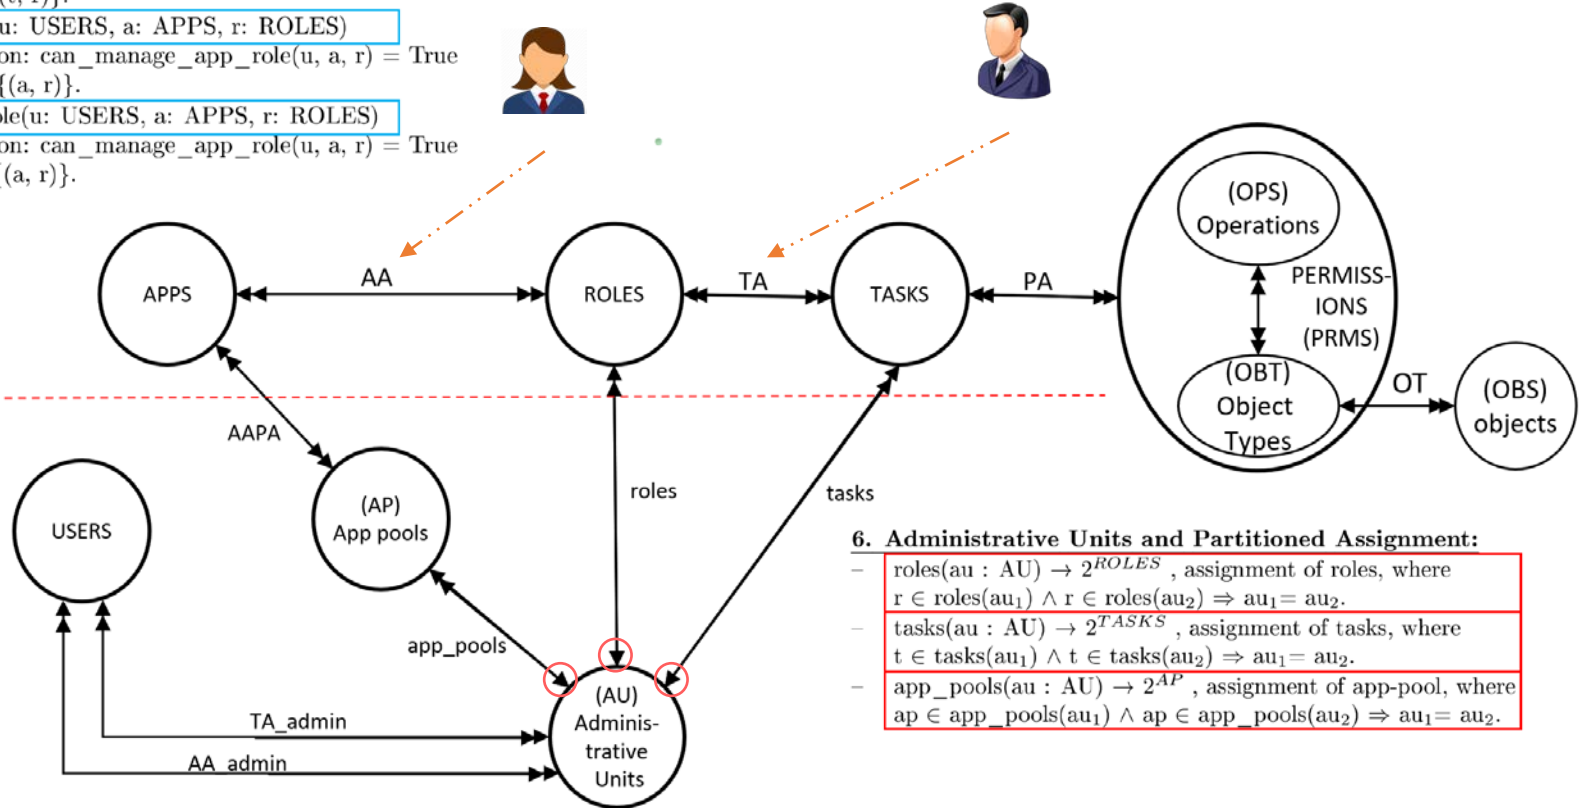 (t, r)}.
u: USERS, a: APPS, r: ROLES)
on: can_manage_app_role(u, a, r) = True
{(a, r)}.
ole(u: USERS, a: APPS, r: ROLES)
on: can_manage_app_role(u, a, r) = True
{(a, r)}.
(OPS)
Operations
PERMISS-
IONS
(PRMS)
APPS
AA
ROLES
TA
TASKS
PA
(OBT)
Object
Types
OT
(OBS)
objects
AAPA
USERS
(AP)
App pools
roles
tasks
app_pools
(AU)
Adminis-
trative
Units
TA_admin
AA_admin
6. Administrative Units and Partitioned Assignment:
– roles(au : AU) → 2^ROLES , assignment of roles, where
r ∈ roles(au₁) ∧ r ∈ roles(au₂) ⇒ au₁= au₂.
– tasks(au : AU) → 2^TASKS , assignment of tasks, where
t ∈ tasks(au₁) ∧ t ∈ tasks(au₂) ⇒ au₁= au₂.
– app_pools(au : AU) → 2^AP , assignment of app-pool, where
ap ∈ app_pools(au₁) ∧ ap ∈ app_pools(au₂) ⇒ au₁= au₂.